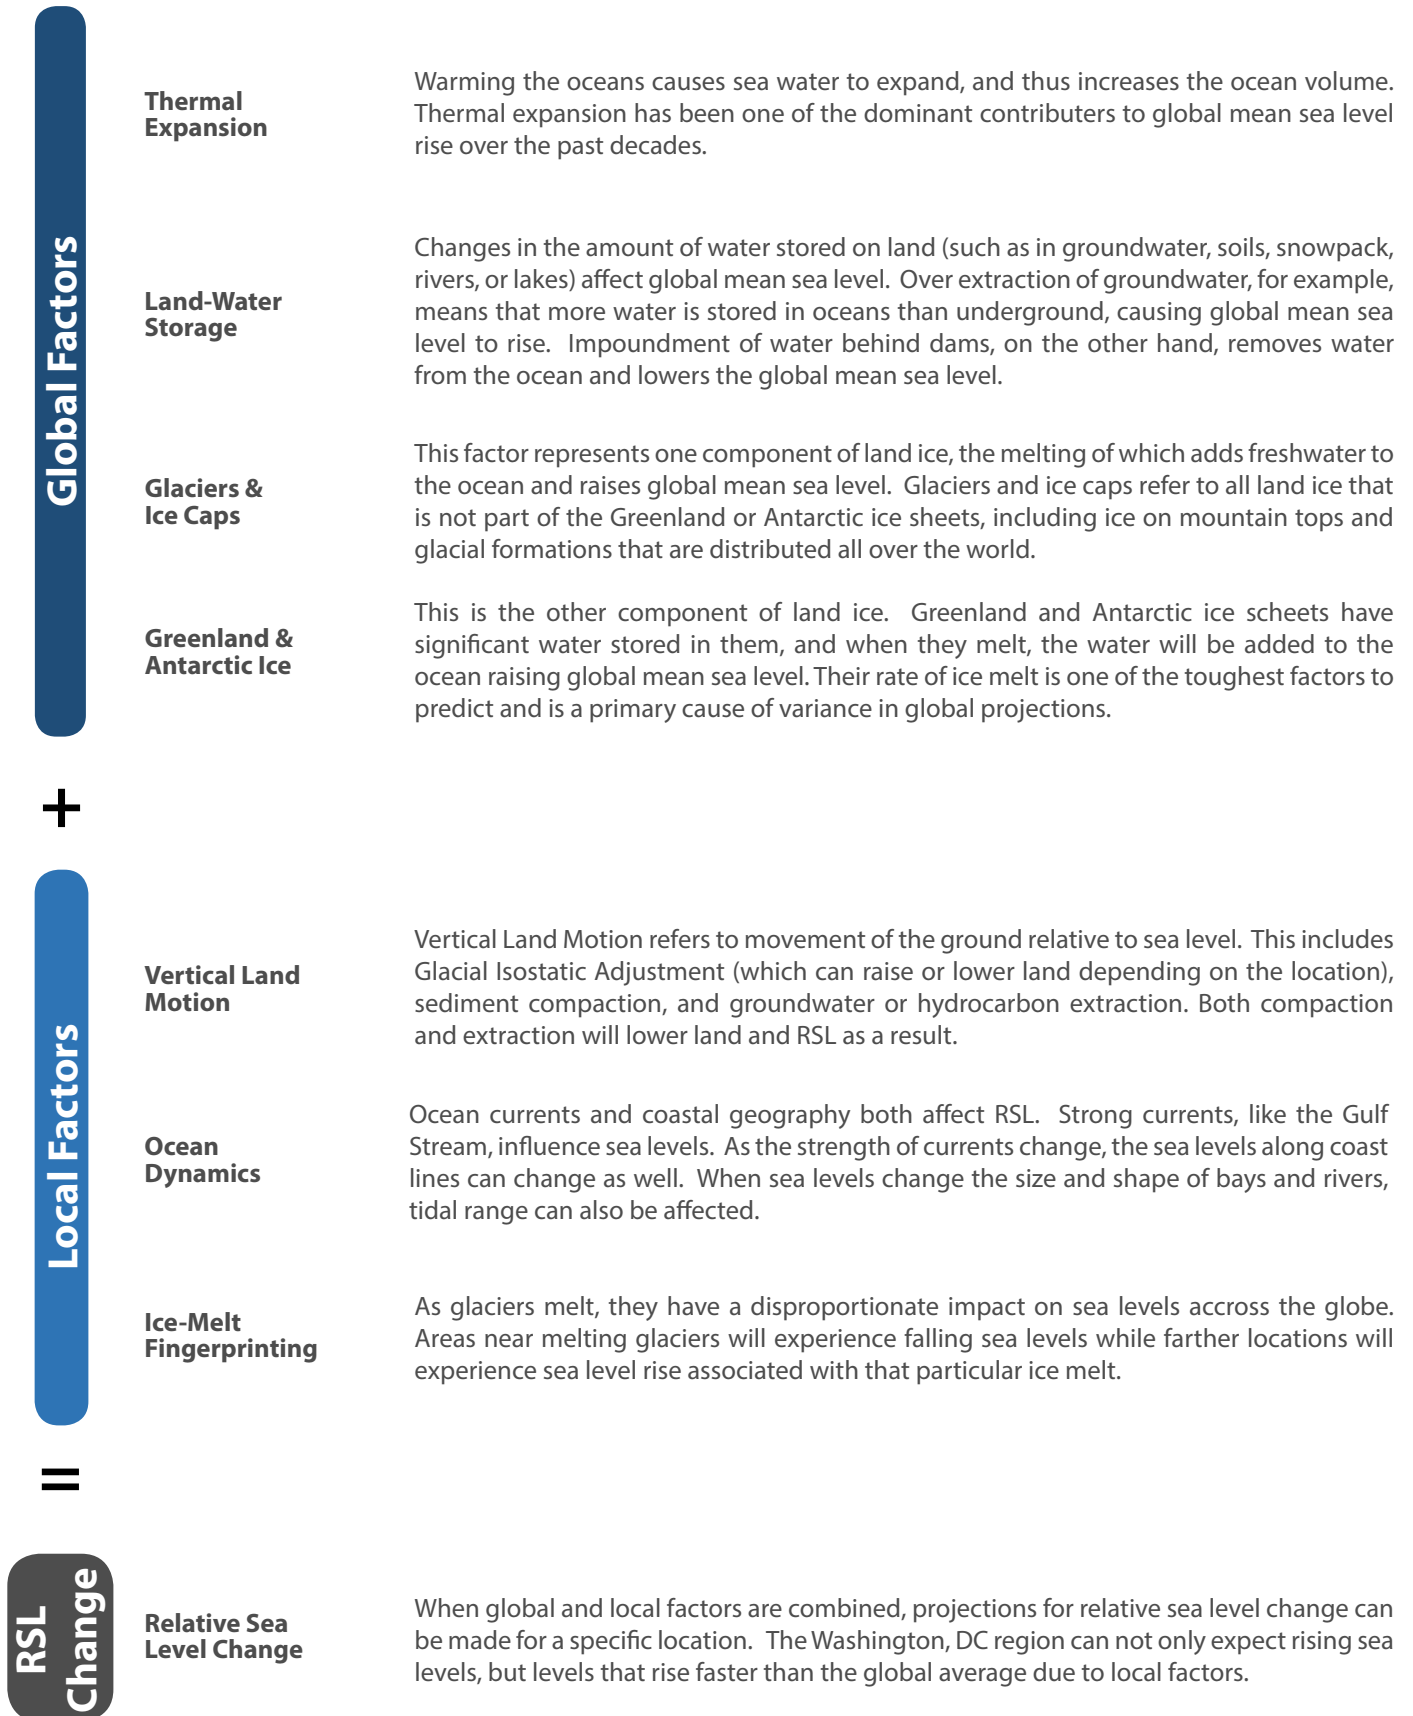 Global Factors
Thermal
Expansion
Warming the oceans causes sea water to expand, and thus increases the ocean volume.
Thermal expansion has been one of the dominant contributers to global mean sea level
rise over the past decades.
Land-Water
Storage
Changes in the amount of water stored on land (such as in groundwater, soils, snowpack,
rivers, or lakes) affect global mean sea level. Over extraction of groundwater, for example,
means that more water is stored in oceans than underground, causing global mean sea
level to rise. Impoundment of water behind dams, on the other hand, removes water
from the ocean and lowers the global mean sea level.
Glaciers &
Ice Caps
This factor represents one component of land ice, the melting of which adds freshwater to
the ocean and raises global mean sea level. Glaciers and ice caps refer to all land ice that
is not part of the Greenland or Antarctic ice sheets, including ice on mountain tops and
glacial formations that are distributed all over the world.
Greenland &
Antarctic Ice
This is the other component of land ice. Greenland and Antarctic ice scheets have
significant water stored in them, and when they melt, the water will be added to the
ocean raising global mean sea level. Their rate of ice melt is one of the toughest factors to
predict and is a primary cause of variance in global projections.
+
Local Factors
Vertical Land
Motion
Vertical Land Motion refers to movement of the ground relative to sea level. This includes
Glacial Isostatic Adjustment (which can raise or lower land depending on the location),
sediment compaction, and groundwater or hydrocarbon extraction. Both compaction
and extraction will lower land and RSL as a result.
Ocean
Dynamics
Ocean currents and coastal geography both affect RSL. Strong currents, like the Gulf
Stream, influence sea levels. As the strength of currents change, the sea levels along coast
lines can change as well. When sea levels change the size and shape of bays and rivers,
tidal range can also be affected.
Ice-Melt
Fingerprinting
As glaciers melt, they have a disproportionate impact on sea levels accross the globe.
Areas near melting glaciers will experience falling sea levels while farther locations will
experience sea level rise associated with that particular ice melt.
=
RSL
Change
Relative Sea
Level Change
When global and local factors are combined, projections for relative sea level change can
be made for a specific location. The Washington, DC region can not only expect rising sea
levels, but levels that rise faster than the global average due to local factors.